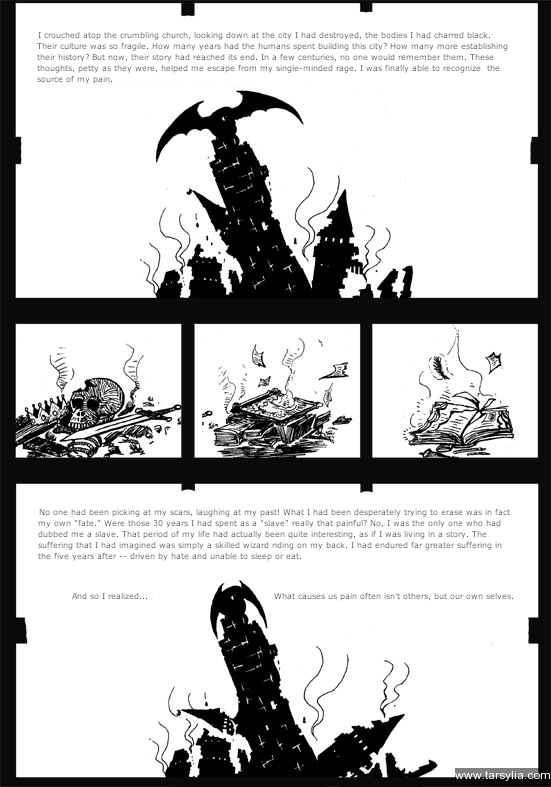 I crouched atop the crumbling church, looking down at the city I had destroyed, the bodies I had charred black.
Their culture was so fragile. How many years had the humans spent building this city? How many more establishing
their history? But now, their story had reached its end. In a few centuries, no one would remember them. These
thoughts, petty as they were, helped me escape from my single-minded rage. I was finally able to recognize the
source of my pain.
No one had been picking at my scars, laughing at my past! What I had been desperately trying to erase was in fact
my own "fate." Were those 30 years I had spent as a "slave" really that painful? No, I was the only one who had
dubbed me a slave. That period of my life had actually been quite interesting, as if I was living in a story. The
suffering that I had imagined was simply a skilled wizard riding on my back. I had endured far greater suffering in
the five years after -- driven by hate and unable to sleep or eat.
And so I realized... What causes us pain often isn't others, but our own selves.
www.tarsylia.com